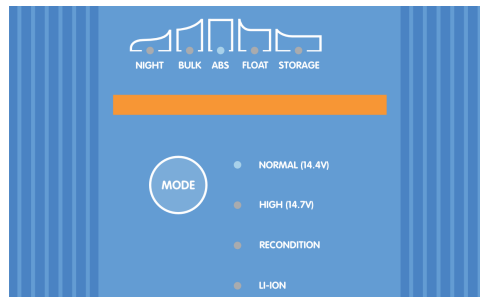 NIGHT BULK ABS FLOAT STORAGE
MODE
NORMAL (14.4V)
HIGH (14.7V)
RECONDITION
LI-ION